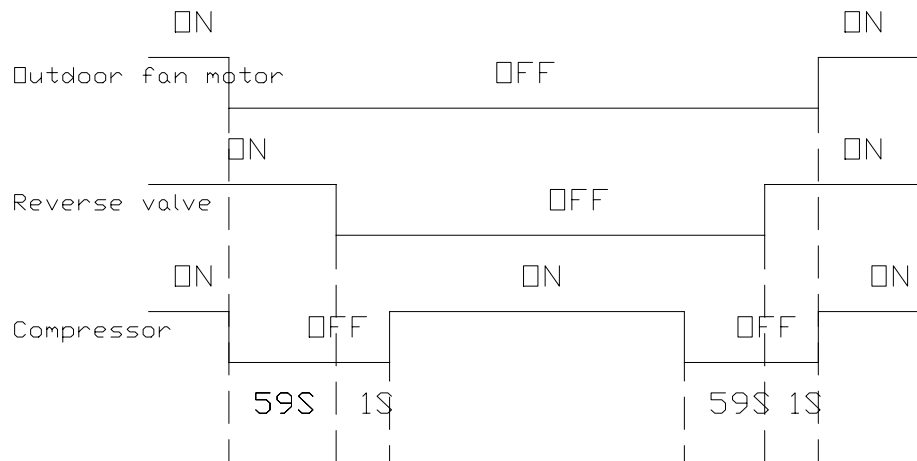 ON ON
Outdoor fan motor OFF
ON ON
Reverse valve OFF
ON ON ON
Compressor OFF OFF
59S 1S 59S 1S